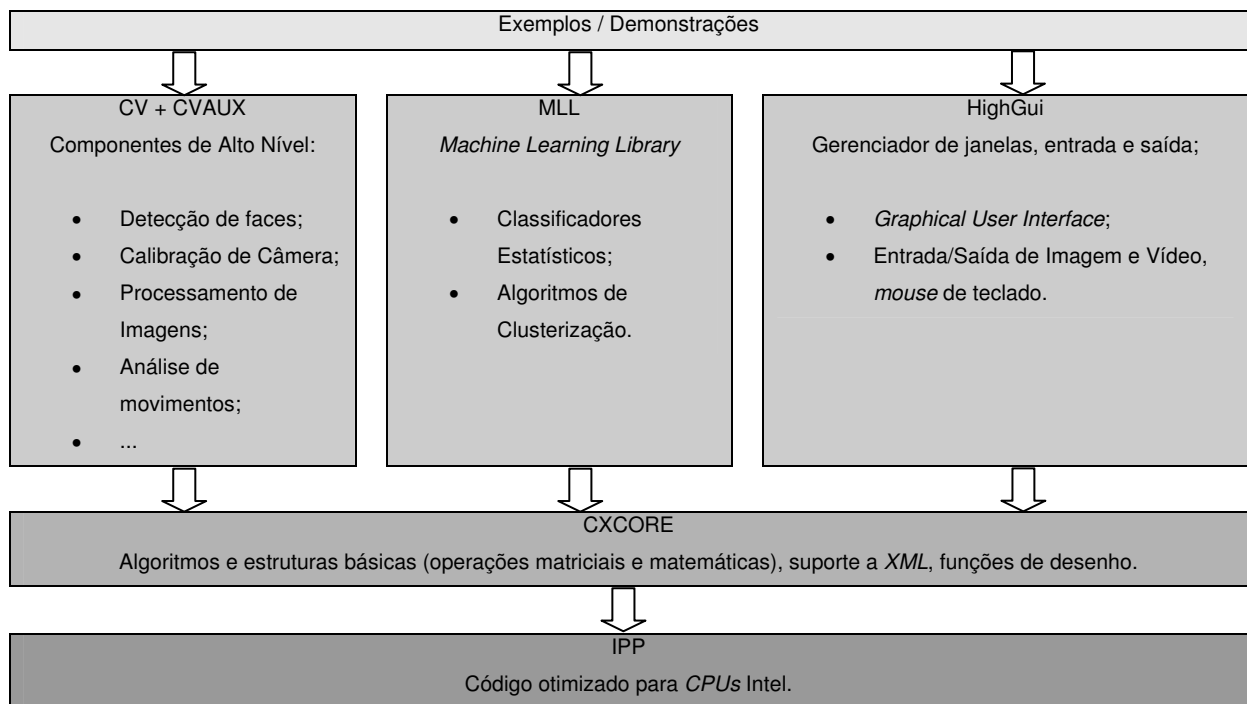 Exemplos / Demonstrações
CV + CVAUX
Componentes de Alto Nível:
• Detecção de faces;
• Calibração de Câmera;
• Processamento de
Imagens;
• Análise de
movimentos;
• ...
MLL
Machine Learning Library
• Classificadores
Estatísticos;
• Algoritmos de
Clusterização.
HighGui
Gerenciador de janelas, entrada e saída;
• Graphical User Interface;
• Entrada/Saída de Imagem e Vídeo,
mouse de teclado.
CXCORE
Algoritmos e estruturas básicas (operações matriciais e matemáticas), suporte a XML, funções de desenho.
IPP
Código otimizado para CPUs Intel.